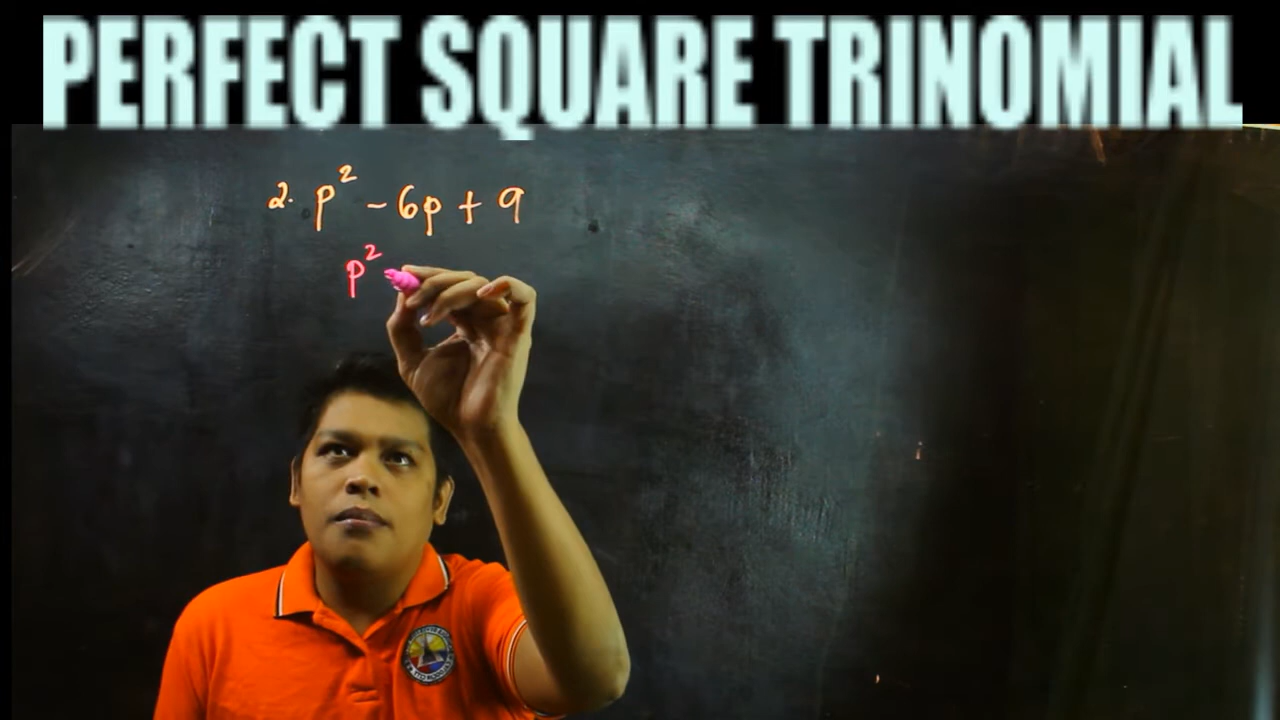 PERFECT SQUARE TRINOMIAL
2. p² - 6p + 9
p²